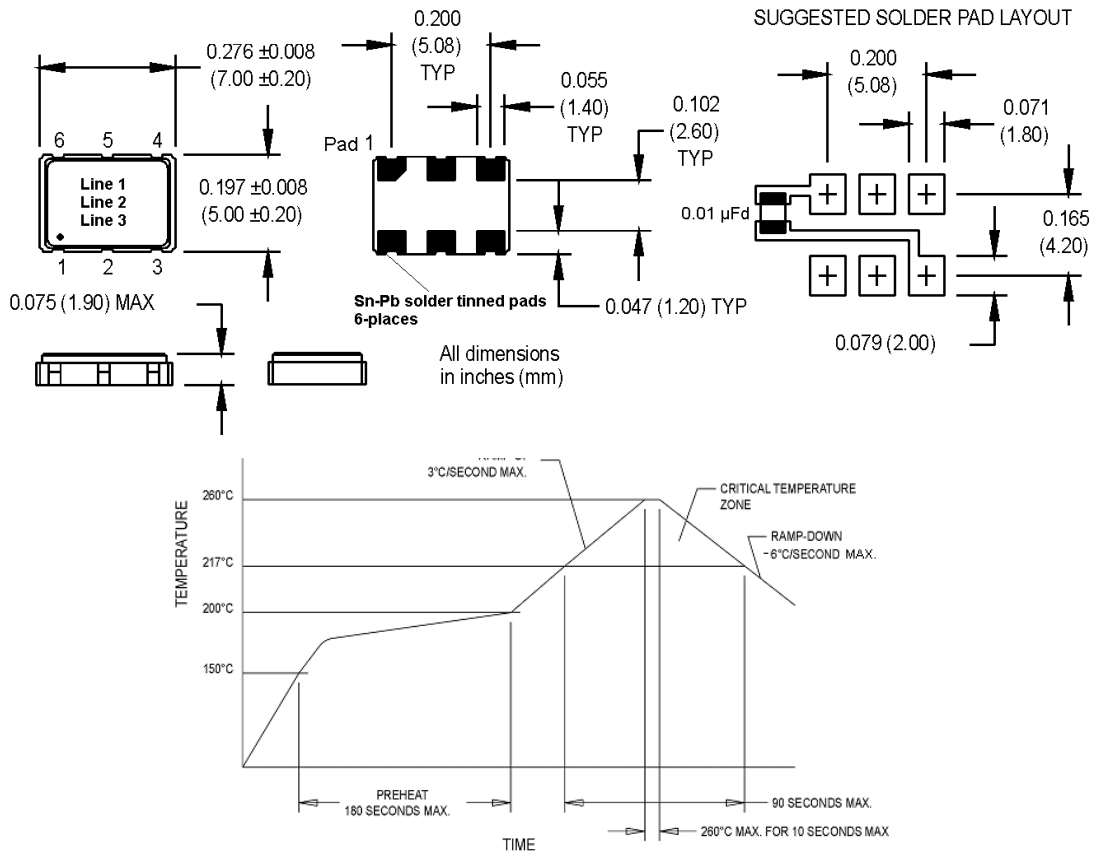 SUGGESTED SOLDER PAD LAYOUT
0.276 ±0.008
(7.00 ±0.20)
0.200
(5.08)
TYP
0.055
(1.40)
TYP
0.102
(2.60)
TYP
0.200
(5.08)
0.071
(1.80)
6 5 4
Line 1
Line 2
Line 3
1 2 3
0.197 ±0.008
(5.00 ±0.20)
Pad 1
0.01 µFd
0.165
(4.20)
0.075 (1.90) MAX
Sn-Pb solder tinned pads
6-places
0.047 (1.20) TYP
0.079 (2.00)
All dimensions
in inches (mm)
3°C/SECOND MAX.
260°C
CRITICAL TEMPERATURE
ZONE
RAMP-DOWN
-6°C/SECOND MAX.
217°C
200°C
150°C
TEMPERATURE
PREHEAT
180 SECONDS MAX.
90 SECONDS MAX.
260°C MAX. FOR 10 SECONDS MAX
TIME